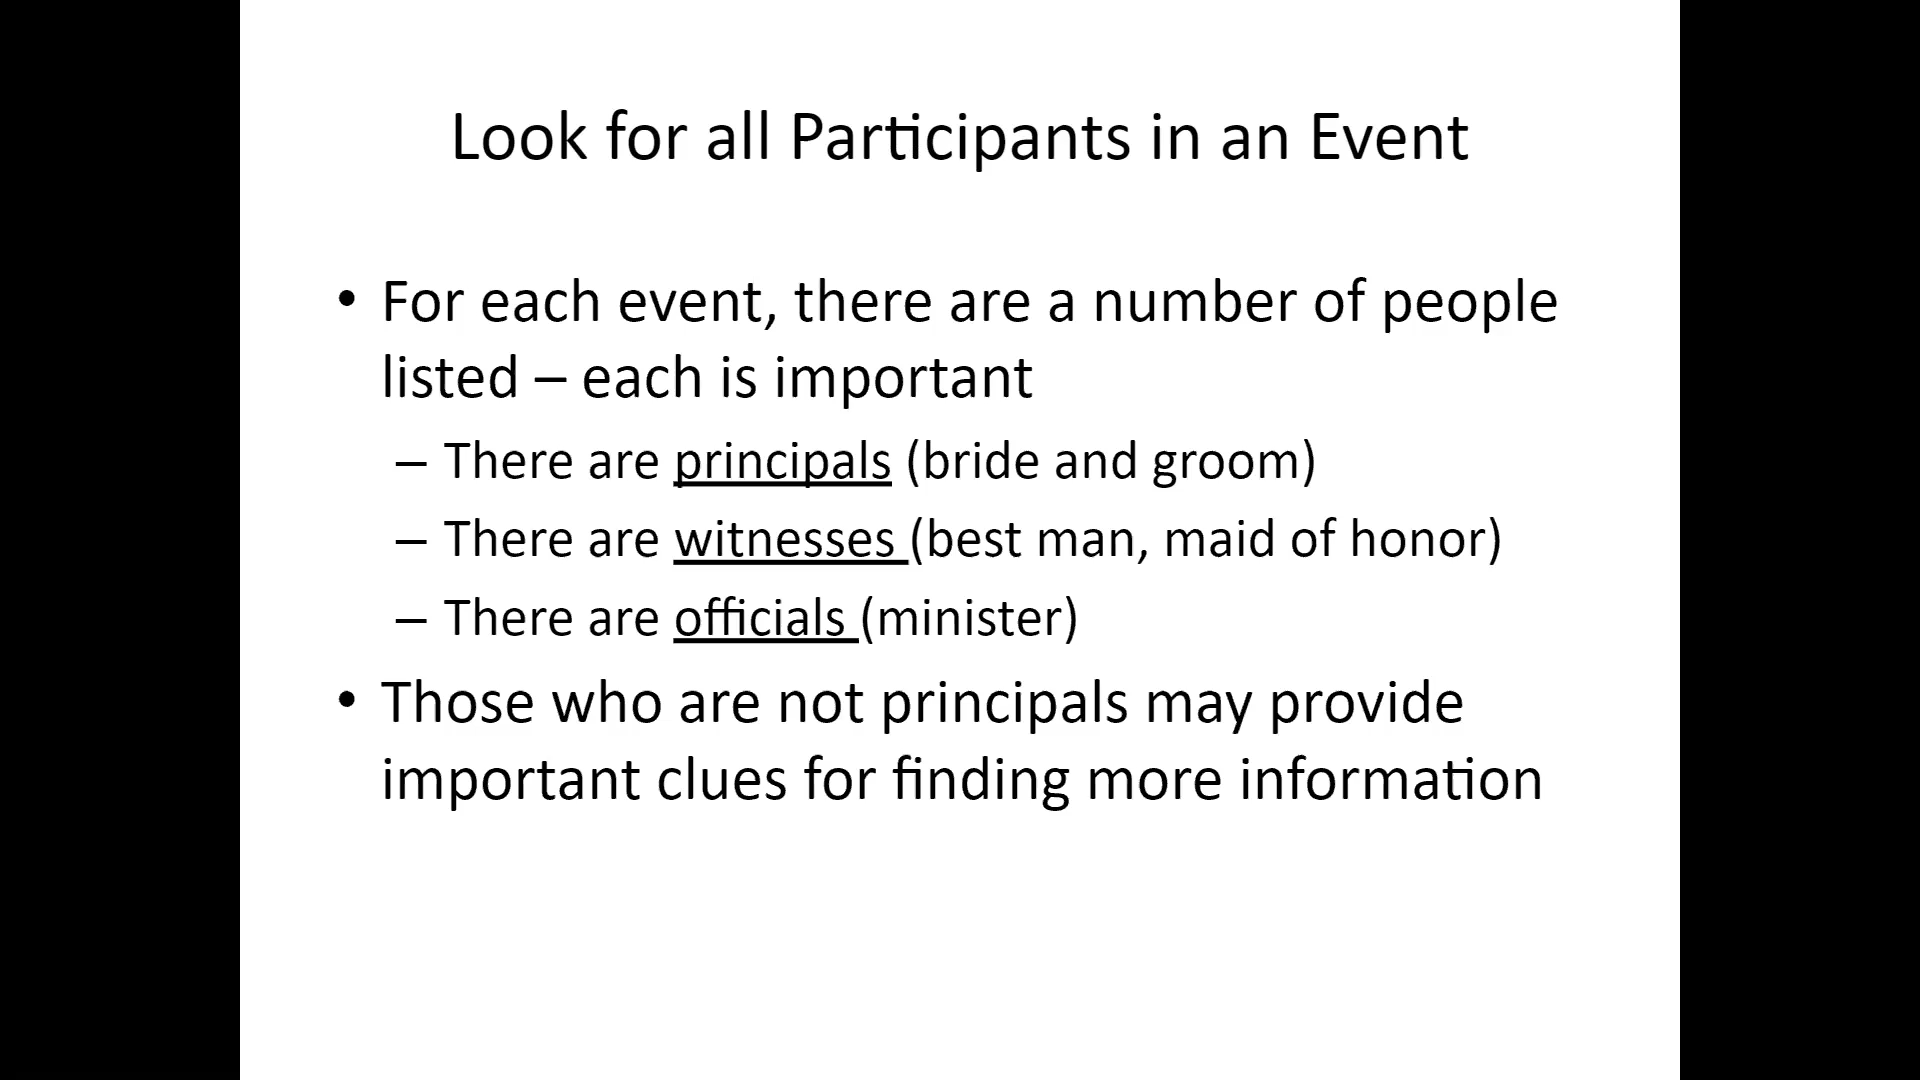 Look for all Participants in an Event
• For each event, there are a number of people
listed – each is important
– There are principals (bride and groom)
– There are witnesses (best man, maid of honor)
– There are officials (minister)
• Those who are not principals may provide
important clues for finding more information